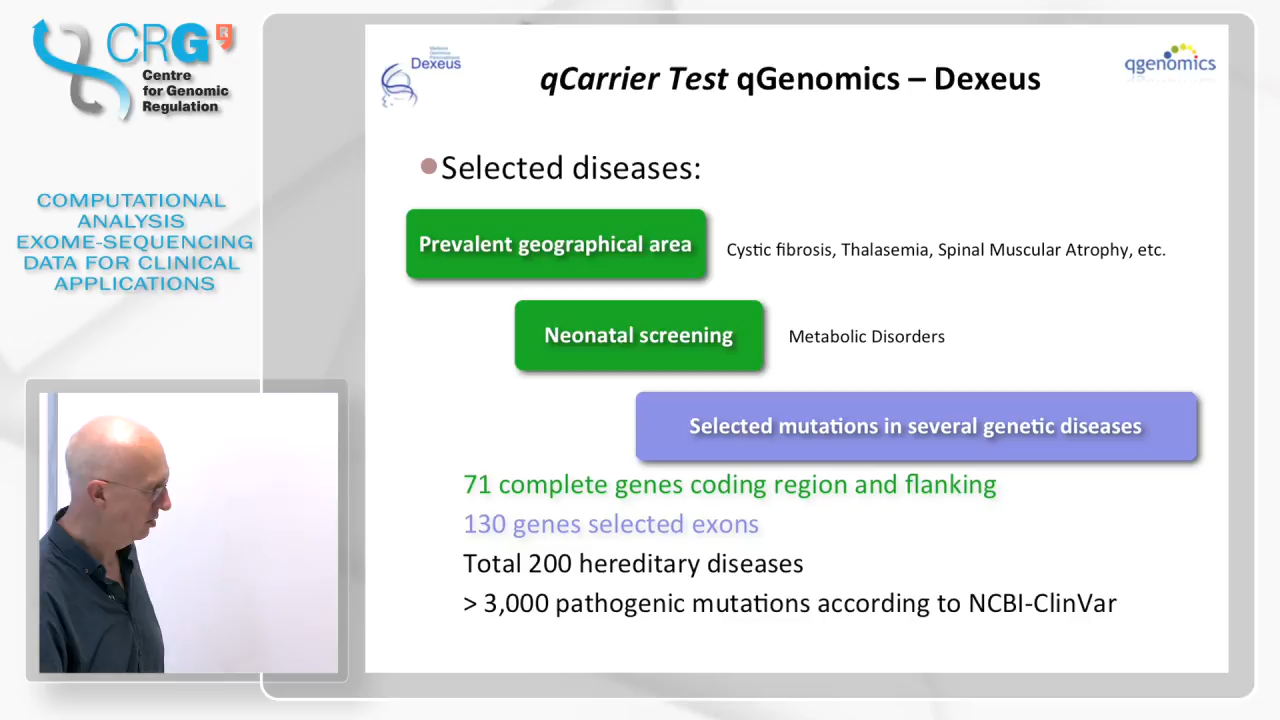 CRG
Centre
for Genomic
Regulation
COMPUTATIONAL
ANALYSIS
EXOME-SEQUENCING
DATA FOR CLINICAL
APPLICATIONS
Dexeus
qCarrier Test qGenomics – Dexeus
qgenomics
Selected diseases:
Prevalent geographical area
Cystic fibrosis, Thalasemia, Spinal Muscular Atrophy, etc.
Neonatal screening
Metabolic Disorders
Selected mutations in several genetic diseases
71 complete genes coding region and flanking
130 genes selected exons
Total 200 hereditary diseases
> 3,000 pathogenic mutations according to NCBI-ClinVar